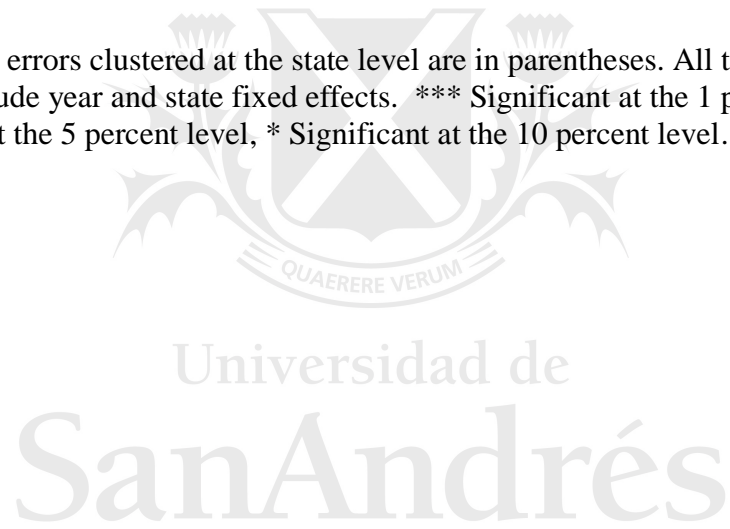 errors clustered at the state level are in parentheses. All t
ude year and state fixed effects. *** Significant at the 1 p
t the 5 percent level, * Significant at the 10 percent level.
QUAERERE VERUM
Universidad de
SanAndrés